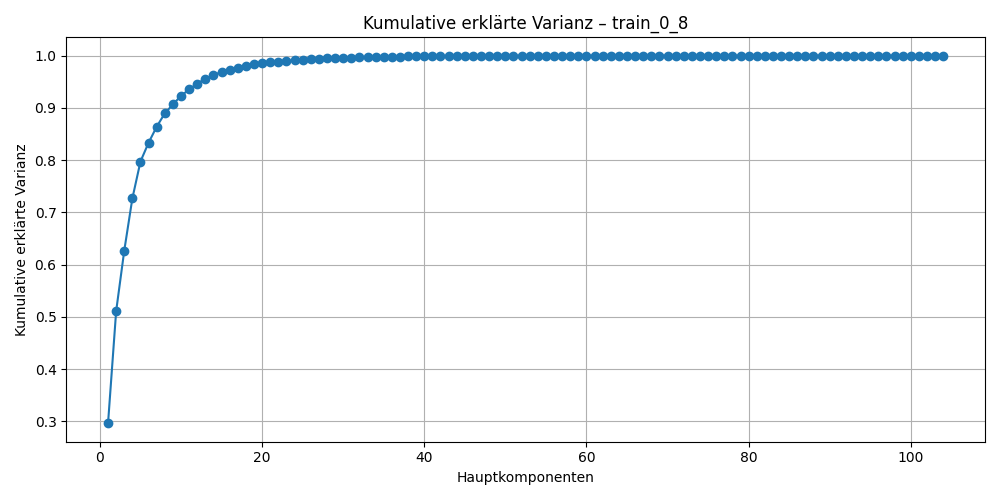 Kumulative erklärte Varianz – train_0_8
Kumulative erklärte Varianz
1.0
0.9
0.8
0.7
0.6
0.5
0.4
0.3
0 20 40 60 80 100
Hauptkomponenten